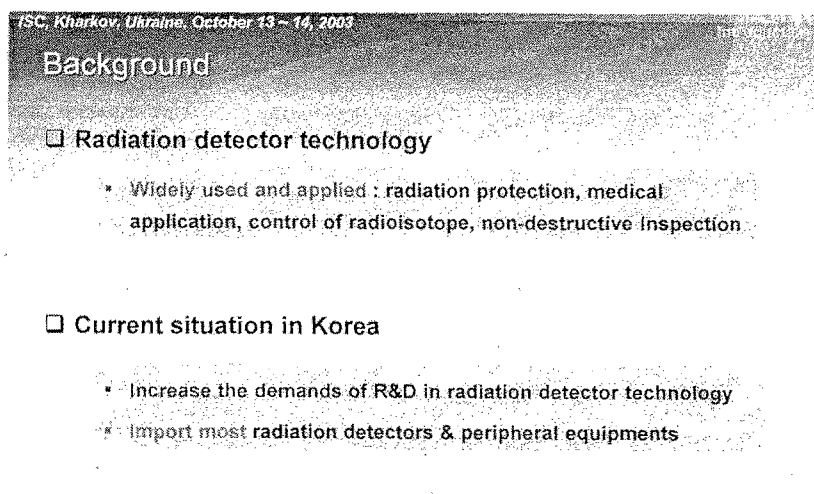 ISC, Kharkov, Ukraine, October 13 ~ 14, 2003
Background
❑ Radiation detector technology
▪ Widely used and applied : radiation protection, medical
application, control of radioisotope, non-destructive Inspection
❑ Current situation in Korea
▪ Increase the demands of R&D in radiation detector technology
▪ Import most radiation detectors & peripheral equipments